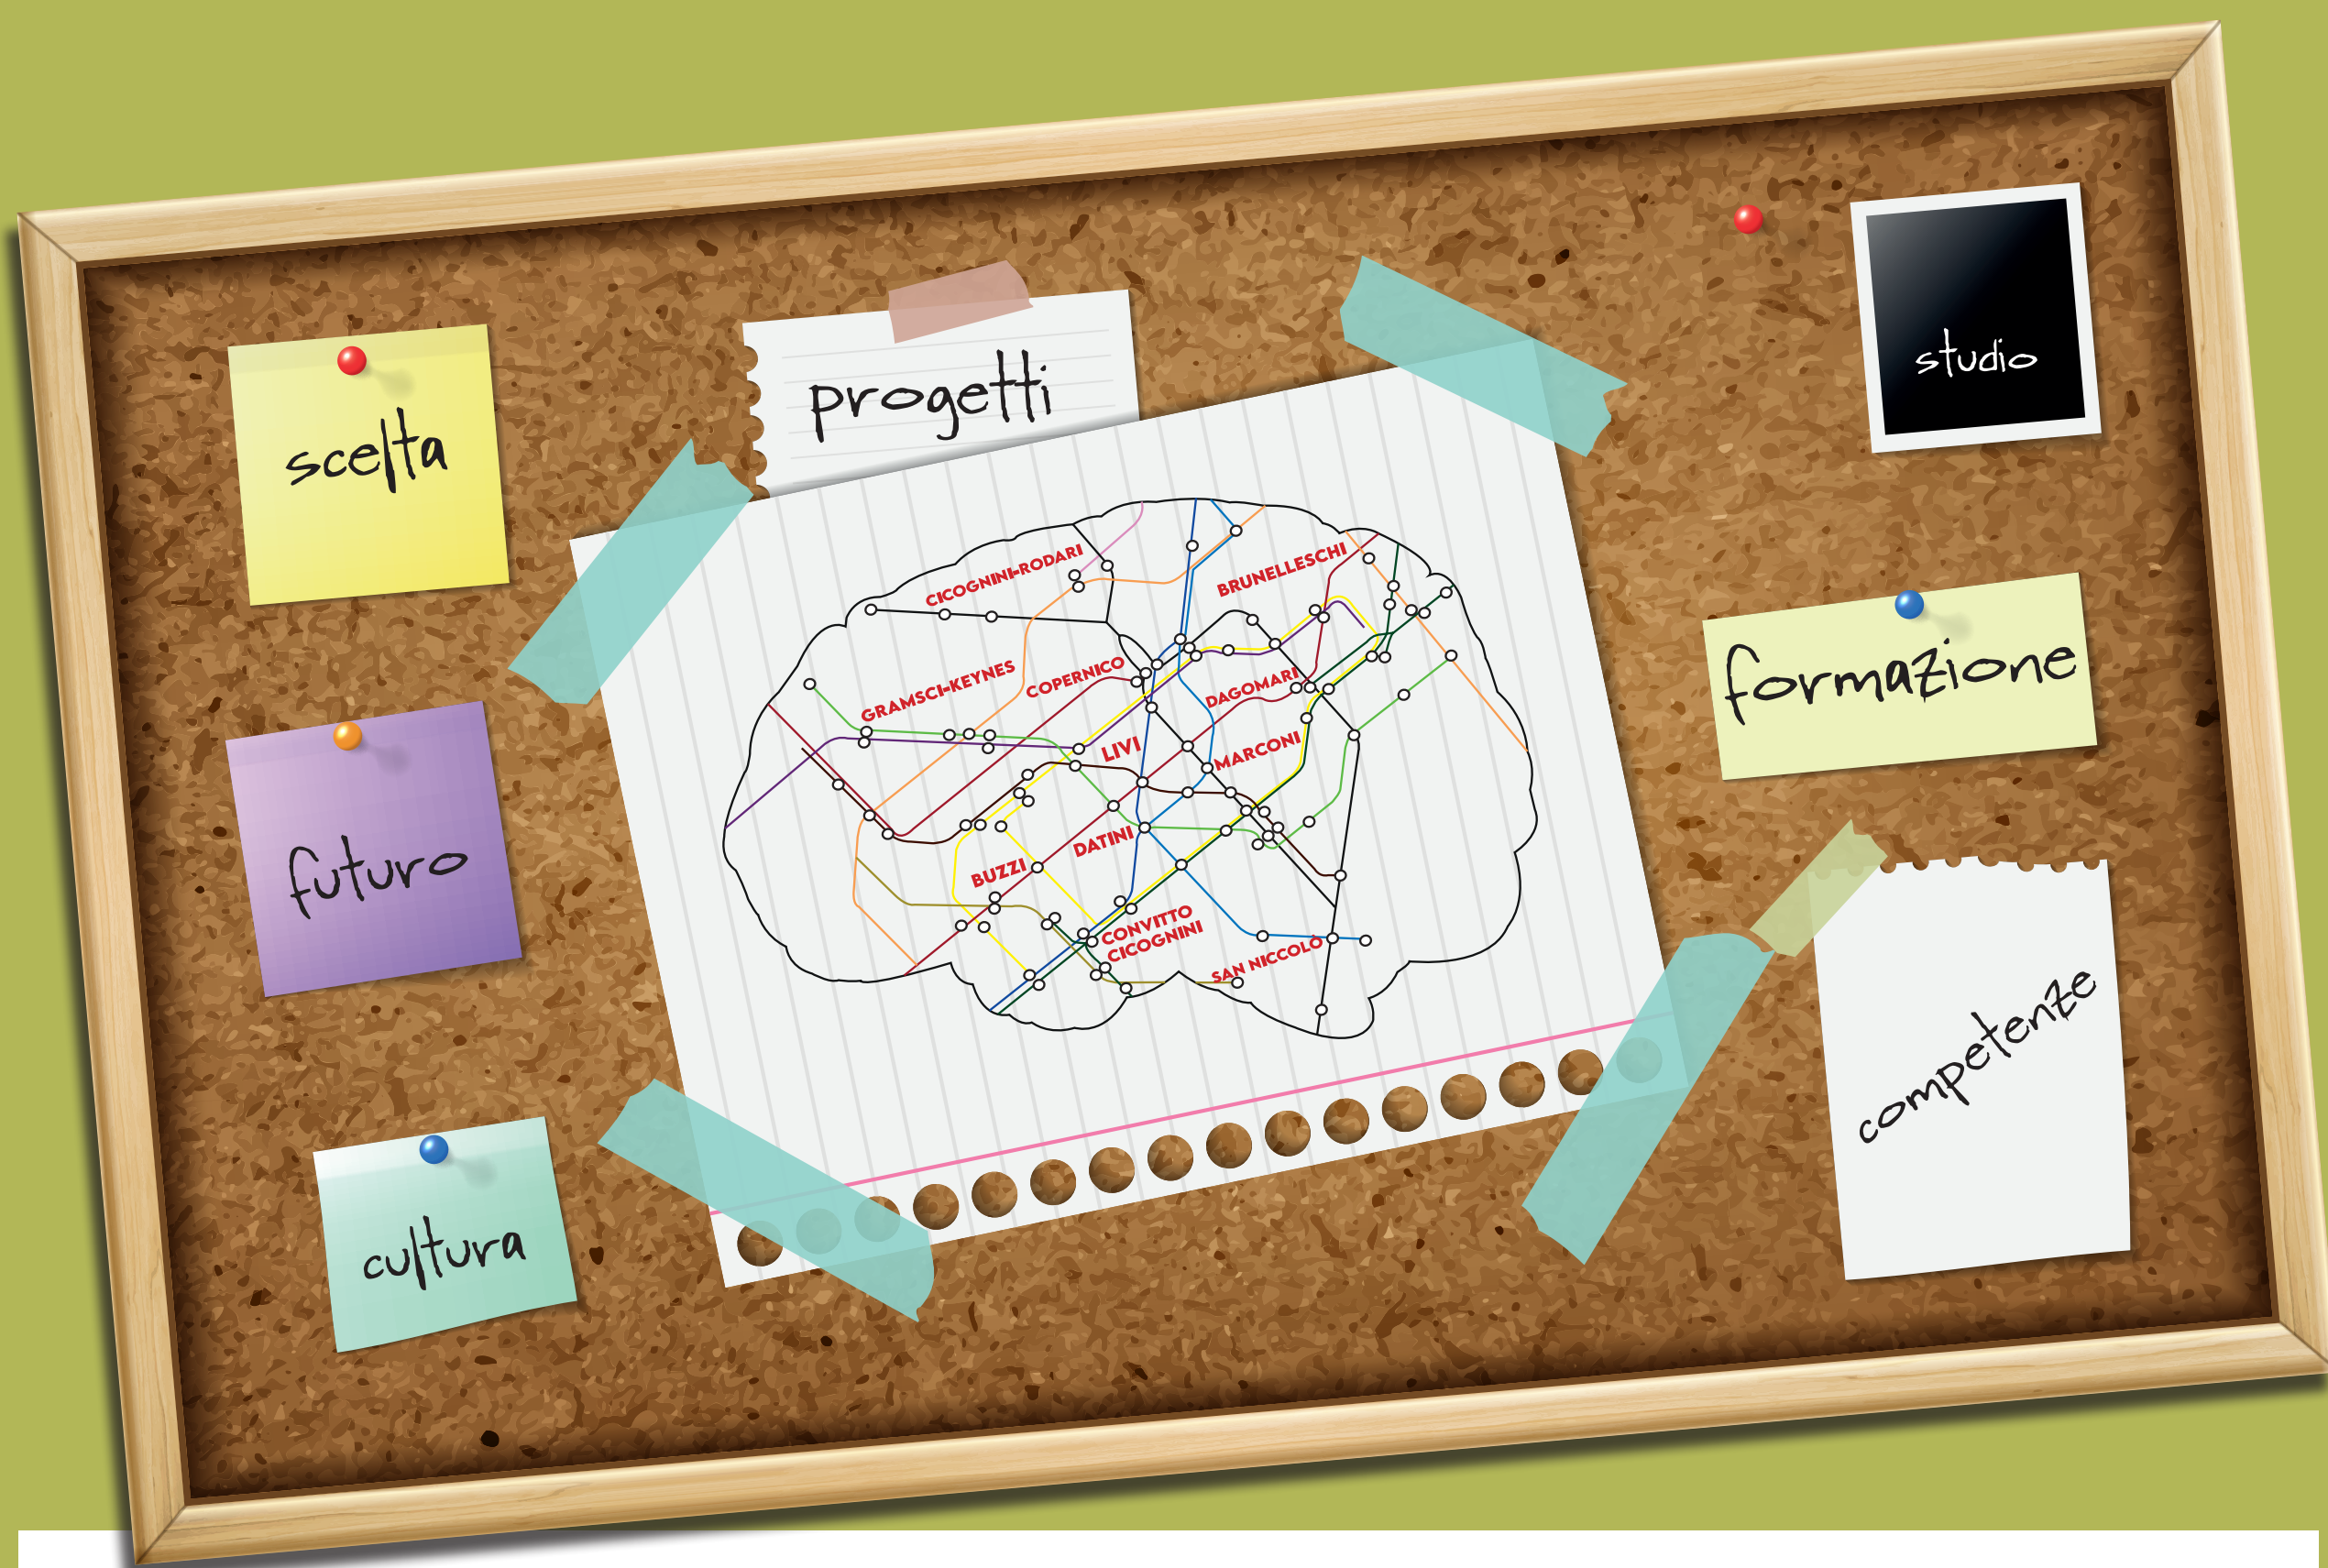 studio
progetti
scelta
CICOGNINI-RODARI
BRUNELLESCHI
GRAMSCI-KEYNES
COPERNICO
DAGOMARI
formazione
LIVI
MARCONI
DATINI
BUZZI
futuro
CONVITTO
CICOGNINI
SAN NICCOLÒ
competenze
cultura